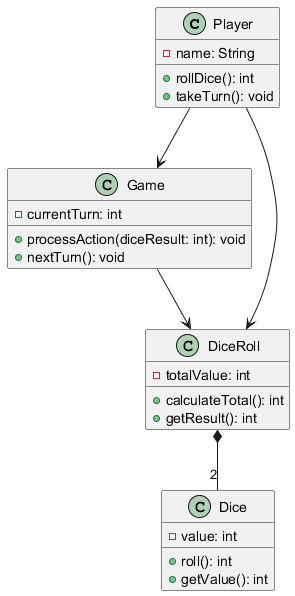 C Player
name: String
rollDice(): int
takeTurn(): void
C Game
currentTurn: int
processAction(diceResult: int): void
nextTurn(): void
C DiceRoll
totalValue: int
calculateTotal(): int
getResult(): int
2
C Dice
value: int
roll(): int
getValue(): int